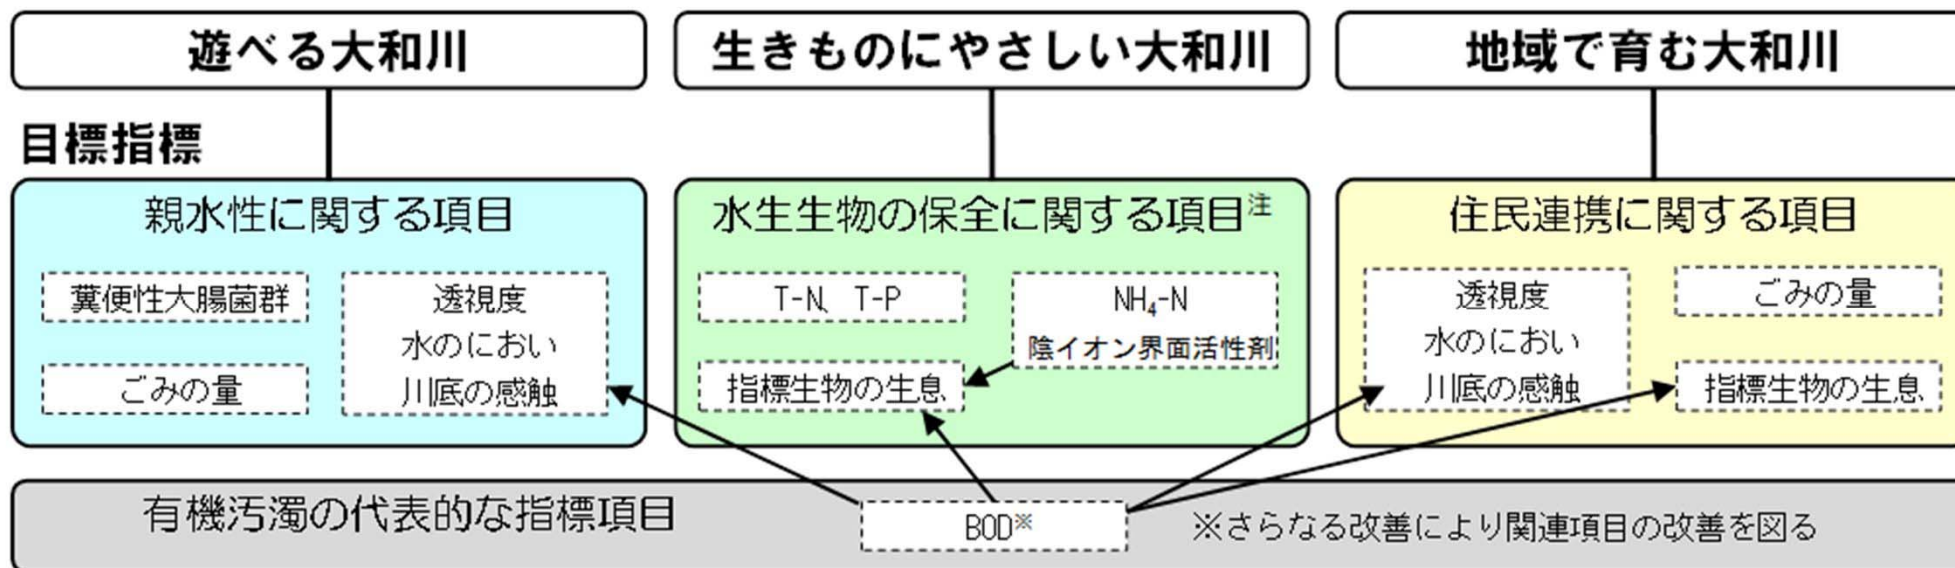 遊べる大和川
生きものにやさしい大和川
地域で育む大和川
目標指標
親水性に関する項目
糞便性大腸菌群
ごみの量
透視度
水のにおい
川底の感触
水生生物の保全に関する項目注
T-N、T-P
指標生物の生息
NH₄-N
陰イオン界面活性剤
住民連携に関する項目
透視度
水のにおい
川底の感触
ごみの量
指標生物の生息
有機汚濁の代表的な指標項目
BOD※
※さらなる改善により関連項目の改善を図る